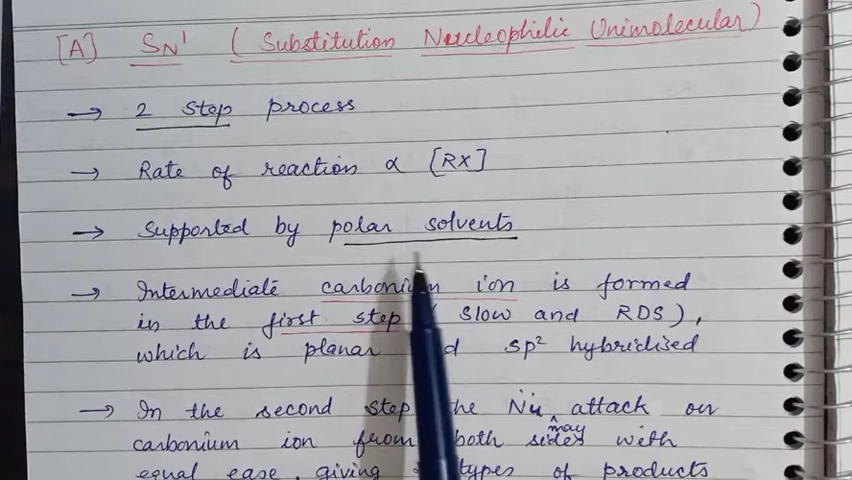 [A] SN¹ (Substitution Nucleophilic Unimolecular)
→ 2 step process
→ Rate of reaction ∝ [RX]
→ Supported by polar solvents
→ Intermediate carbonium ion is formed
in the first step (slow and RDS),
which is planar sp² hybridised
→ In the second step the Nu may attack on
carbonium ion from both sides with
equal ease, giving types of products